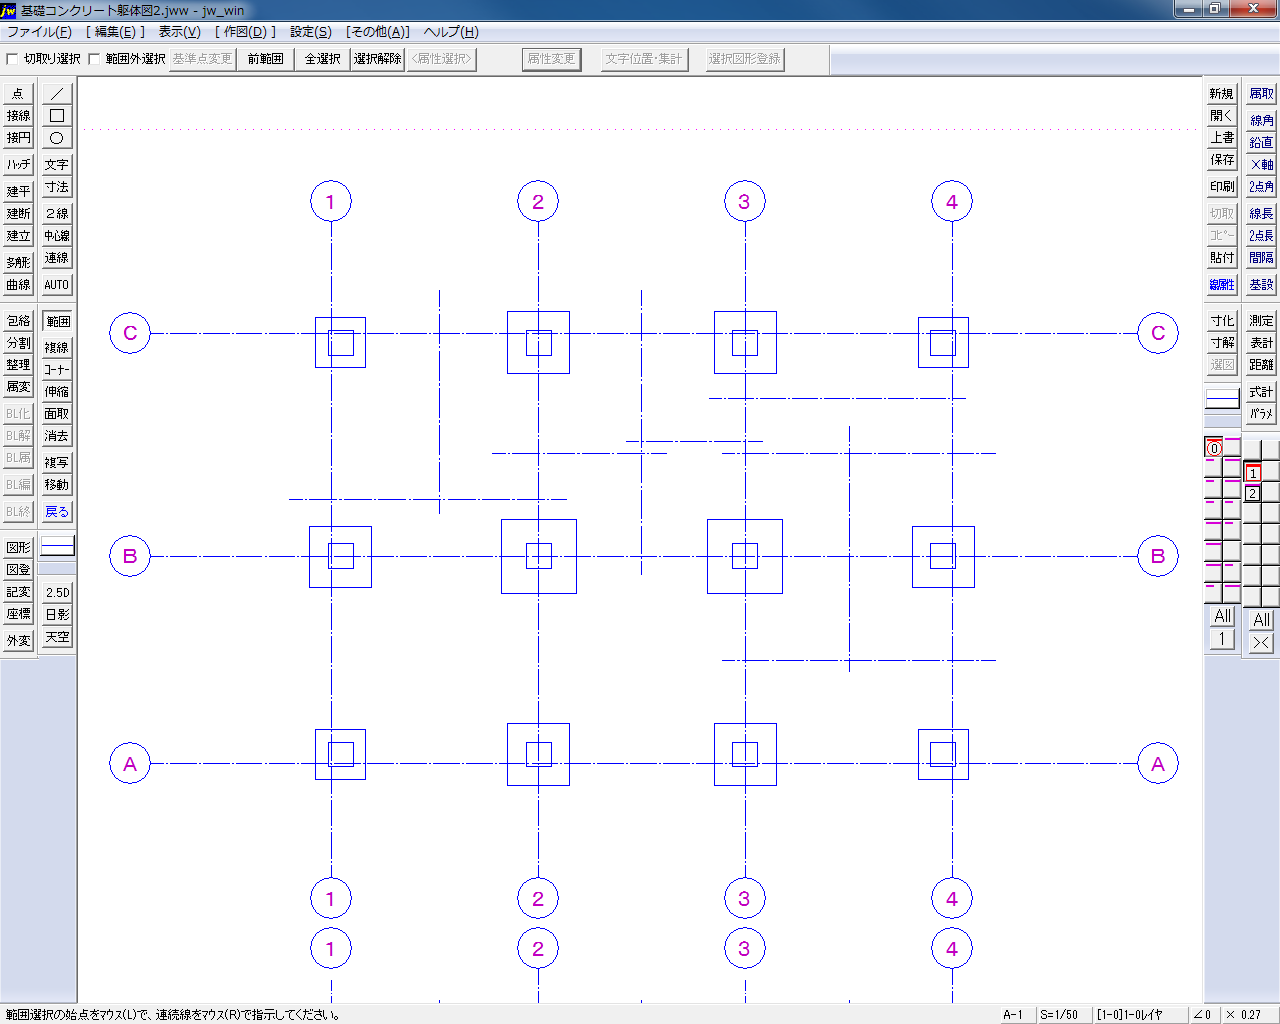 基礎コンクリート躯体図2.jww - jw_win
ファイル(F) [ 編集(E) ] 表示(V) [ 作図(D) ] 設定(S) [その他(A)] ヘルプ(H)
切取り選択 範囲外選択 基準点変更 前範囲 全選択 選択解除 <属性選択> 属性変更 文字位置・集計 選択図形登録
点
接線
接円
ハッチ
建平
建断
建立
多角形
曲線
包絡
分割
整理
属変
BL化
BL解
BL属
BL編
BL終
図形
図登
記変
座標
外変
／
□
○
文字
寸法
２線
中心線
連線
AUTO
範囲
複線
コーナー
伸縮
面取
消去
複写
移動
戻る
2.5D
日影
天空
1 2 3 4
C C
B B
A A
1 2 3 4
1 2 3 4
新規
開く
上書
保存
印刷
切取
コピー
貼付
線属性
寸化
寸解
選図
0
All
1
属取
線角
鉛直
X軸
2点角
線長
2点長
間隔
基設
測定
表計
距離
式計
パラメ
1
2
All
×
範囲選択の始点をマウス(L)で、連続線をマウス(R)で指示してください。 A-1 S=1/50 [1-0]1-0レイヤ ∠0 × 0.27